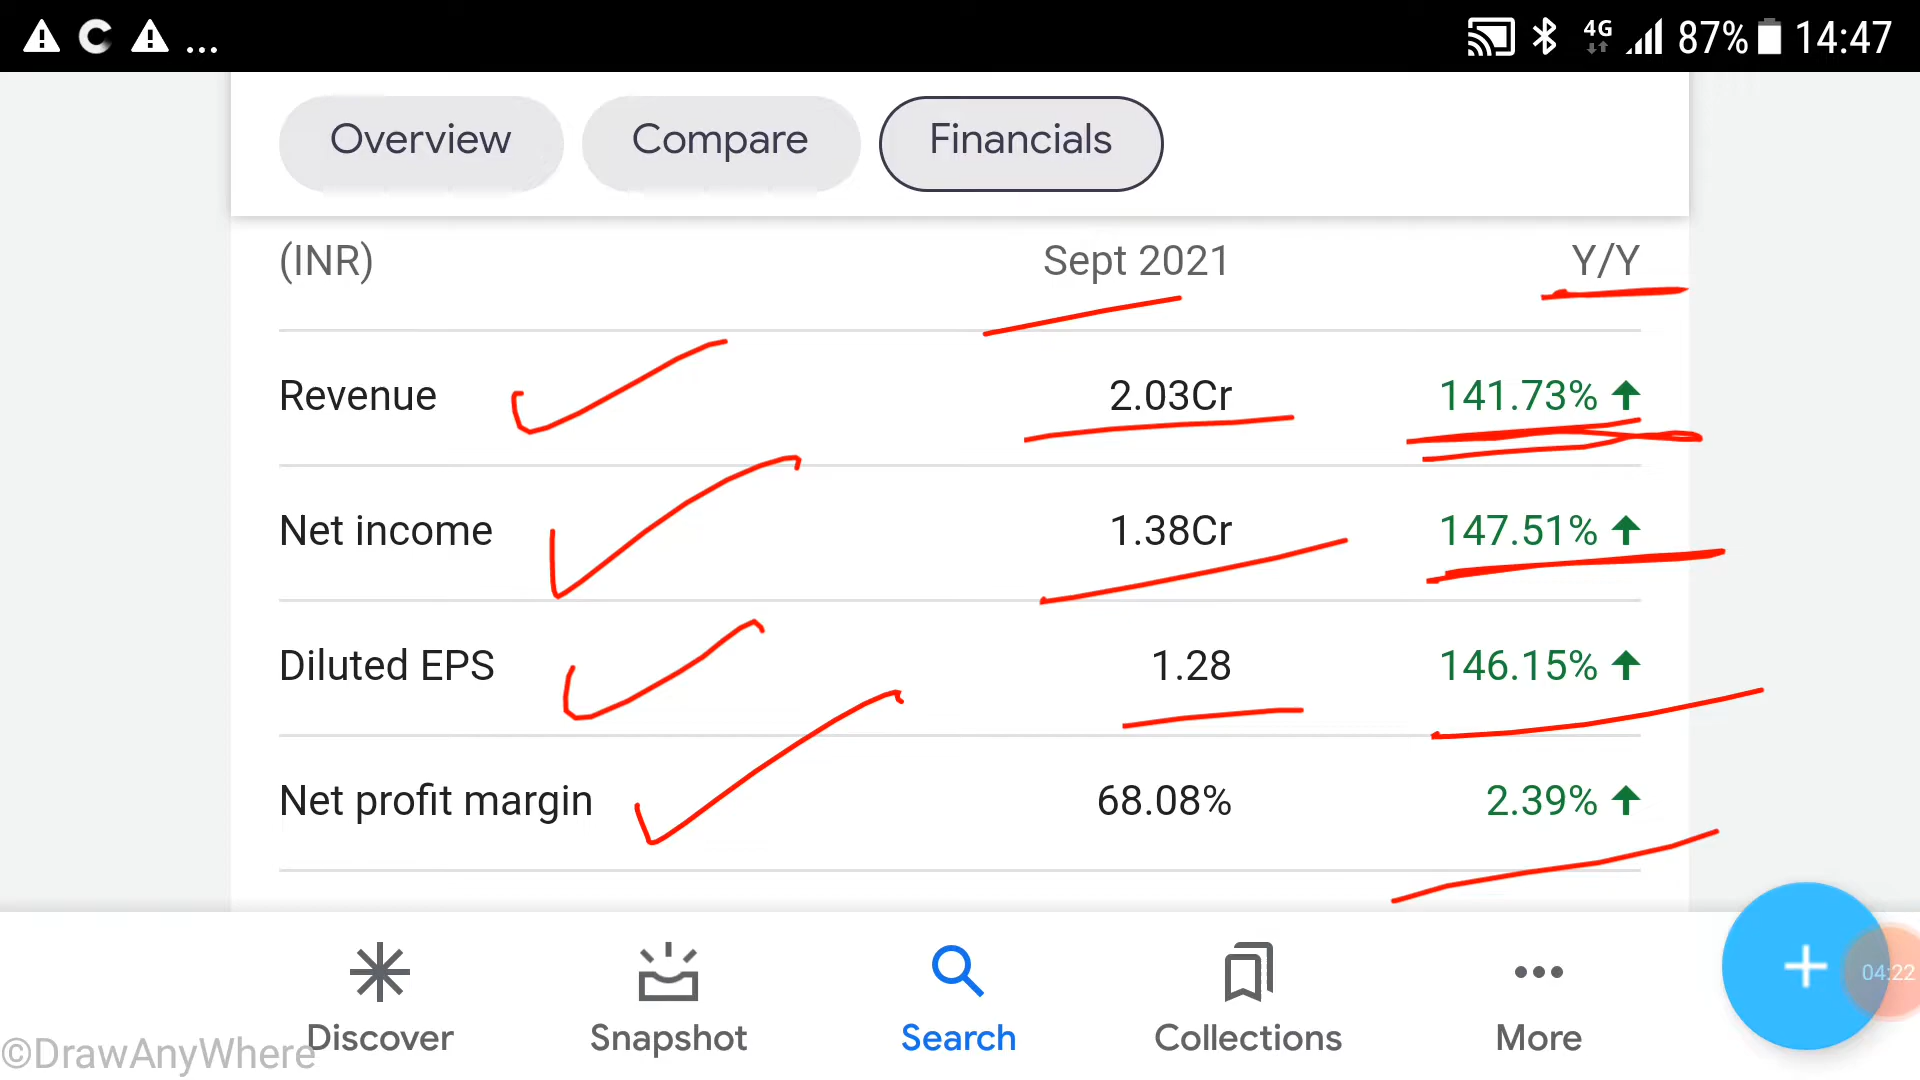 ... 4G 87% 14:47
Overview Compare Financials
(INR) Sept 2021 Y/Y
Revenue 2.03Cr 141.73%
Net income 1.38Cr 147.51%
Diluted EPS 1.28 146.15%
Net profit margin 68.08% 2.39%
04:22
Discover Snapshot Search Collections More
©DrawAnyWhere